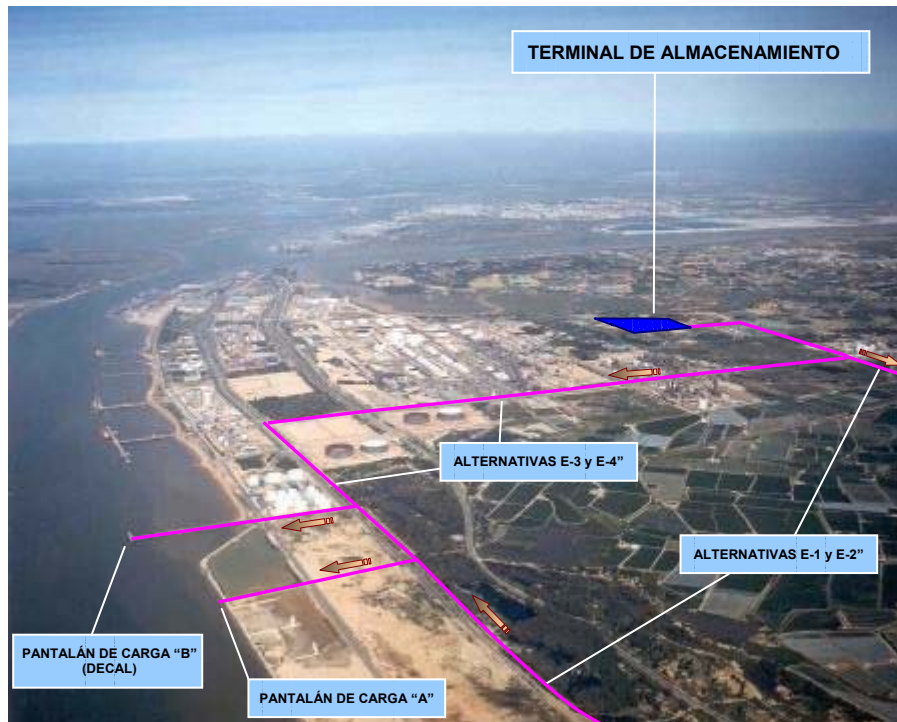 TERMINAL DE ALMACENAMIENTO
ALTERNATIVAS E-3 y E-4”
ALTERNATIVAS E-1 y E-2”
PANTALÁN DE CARGA “B”
(DECAL)
PANTALÁN DE CARGA “A”